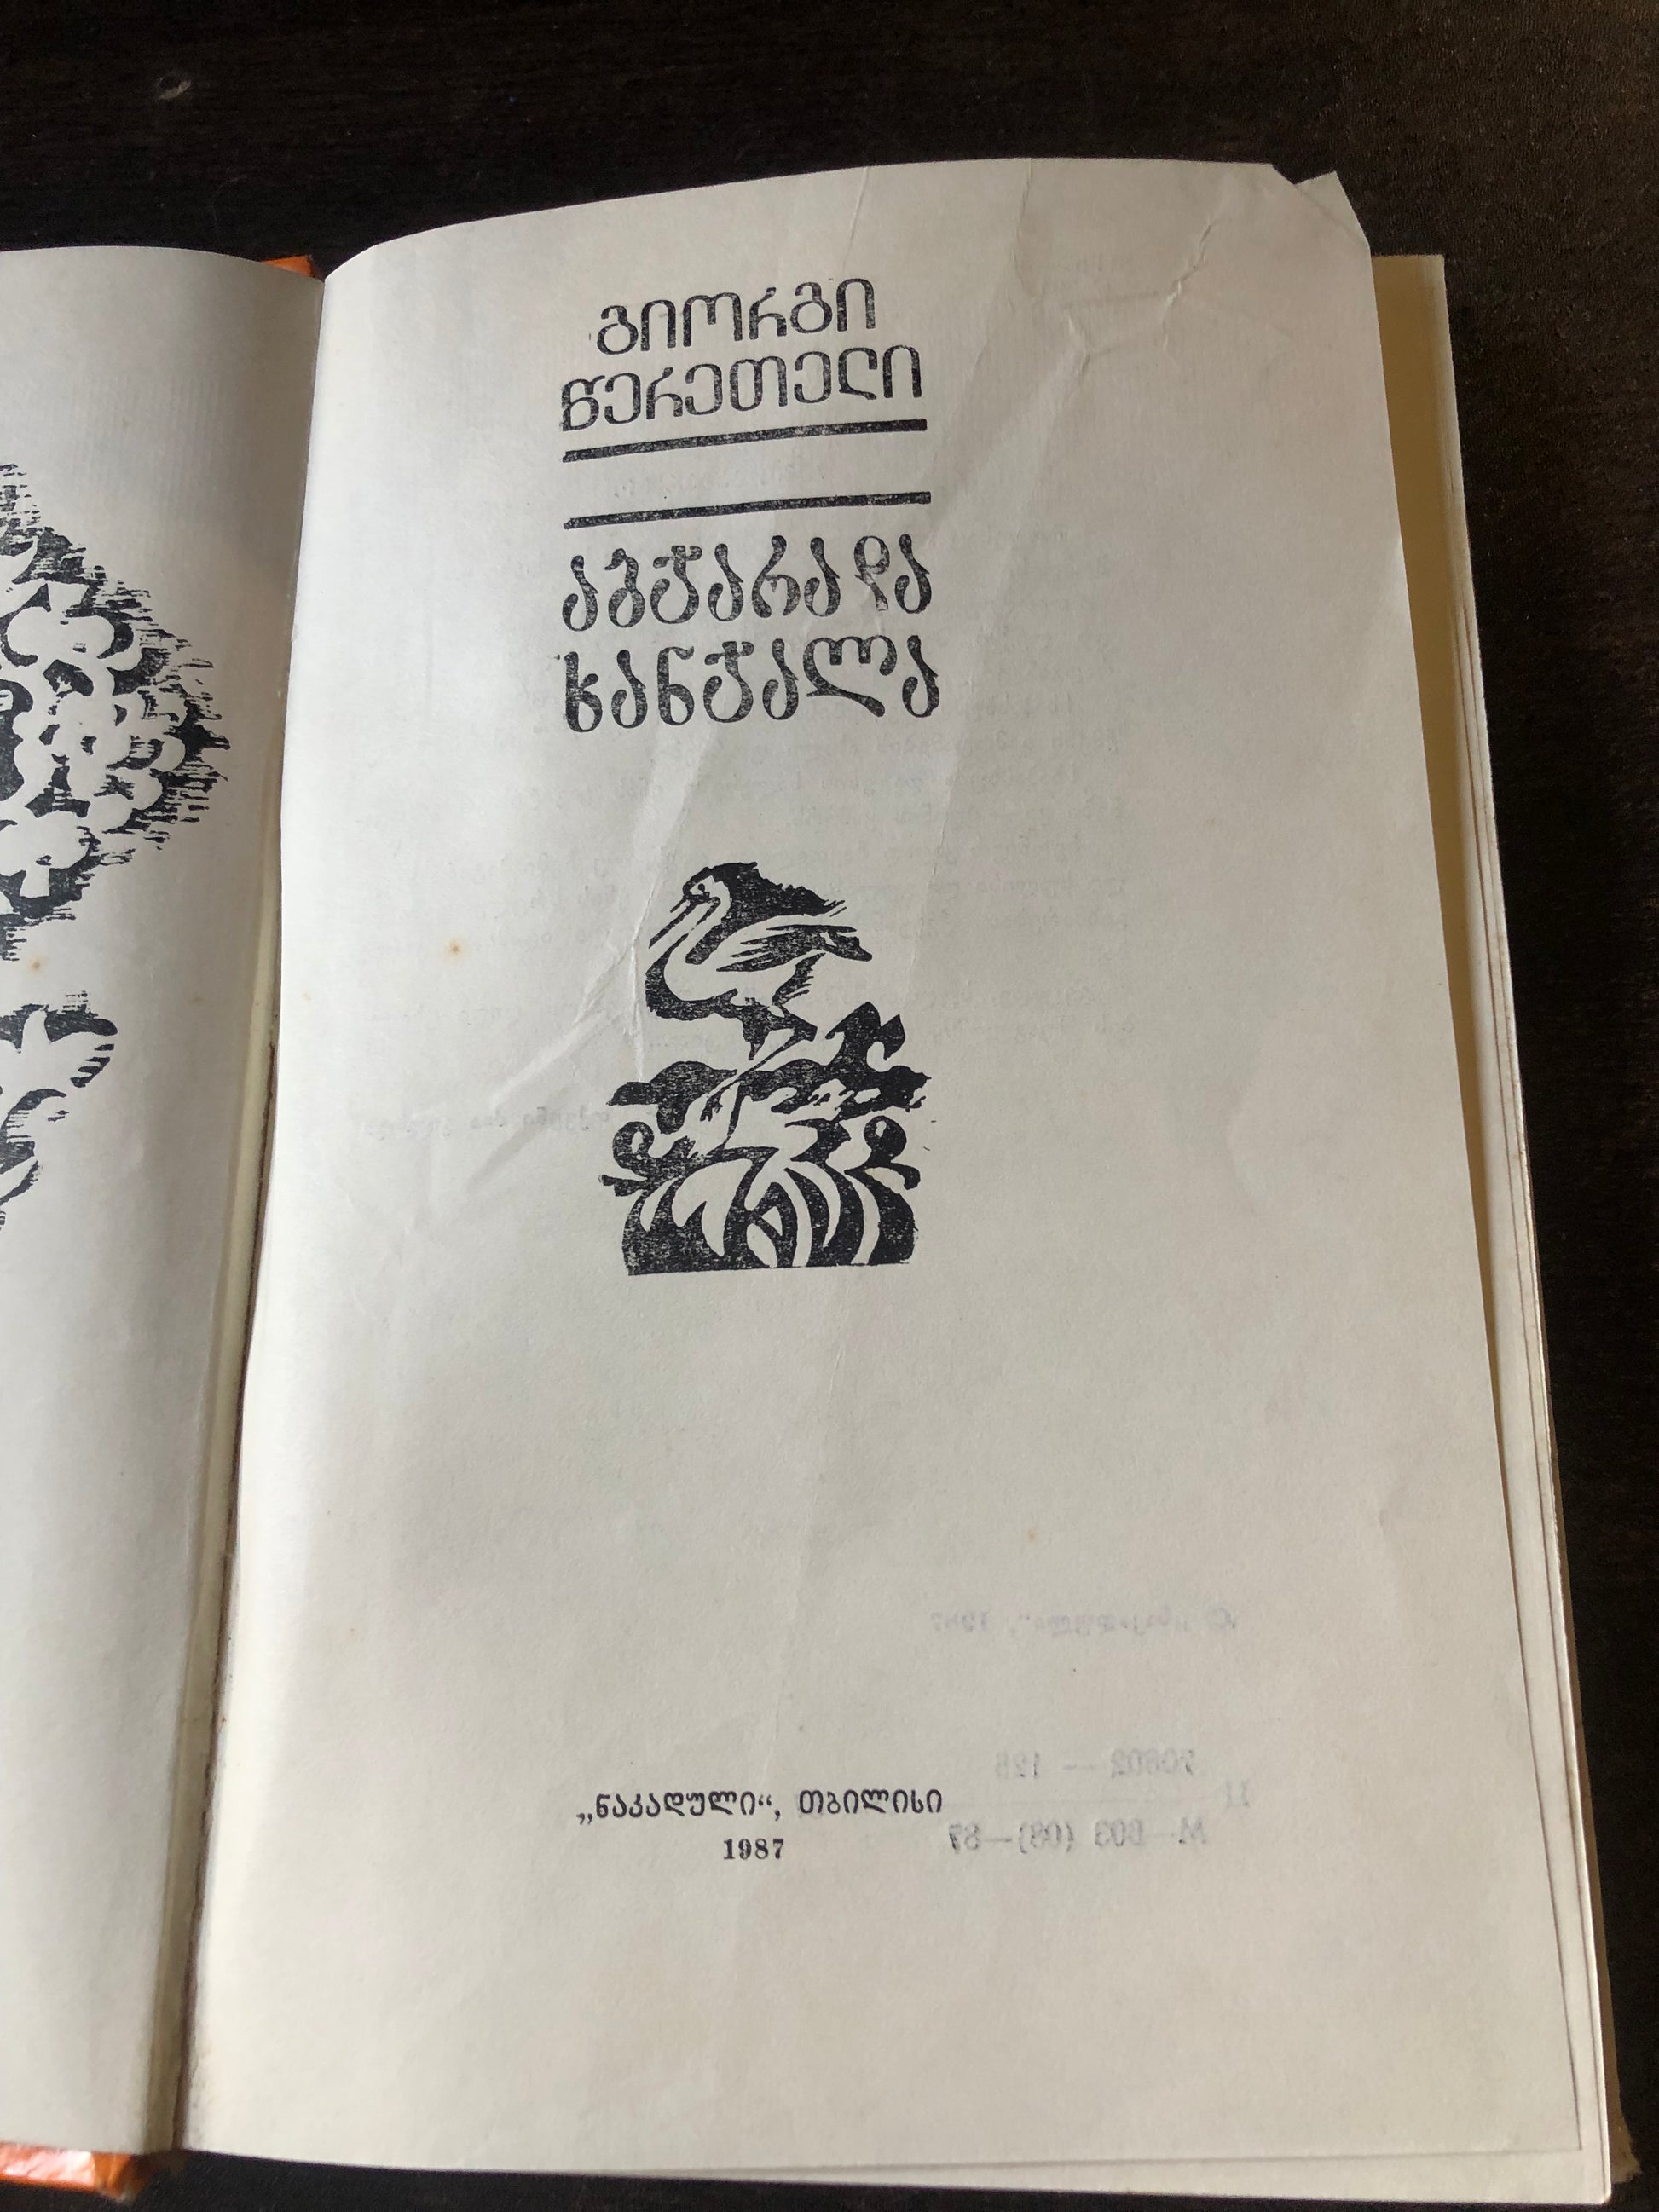 გიორგი
წერეთელი
აბჭარა და
ხანჭალა
„ნაკადული“, თბილისი
1987